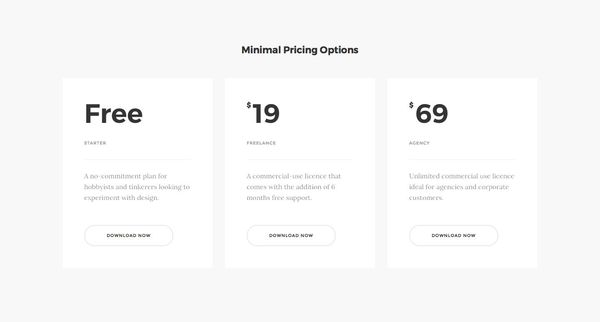 Minimal Pricing Options
Free
STARTER
A no-commitment plan for
hobbyists and tinkerers looking to
experiment with design.
DOWNLOAD NOW
$19
FREELANCE
A commercial-use licence that
comes with the addition of 6
months free support.
DOWNLOAD NOW
$69
AGENCY
Unlimited commercial use licence
ideal for agencies and corporate
customers.
DOWNLOAD NOW